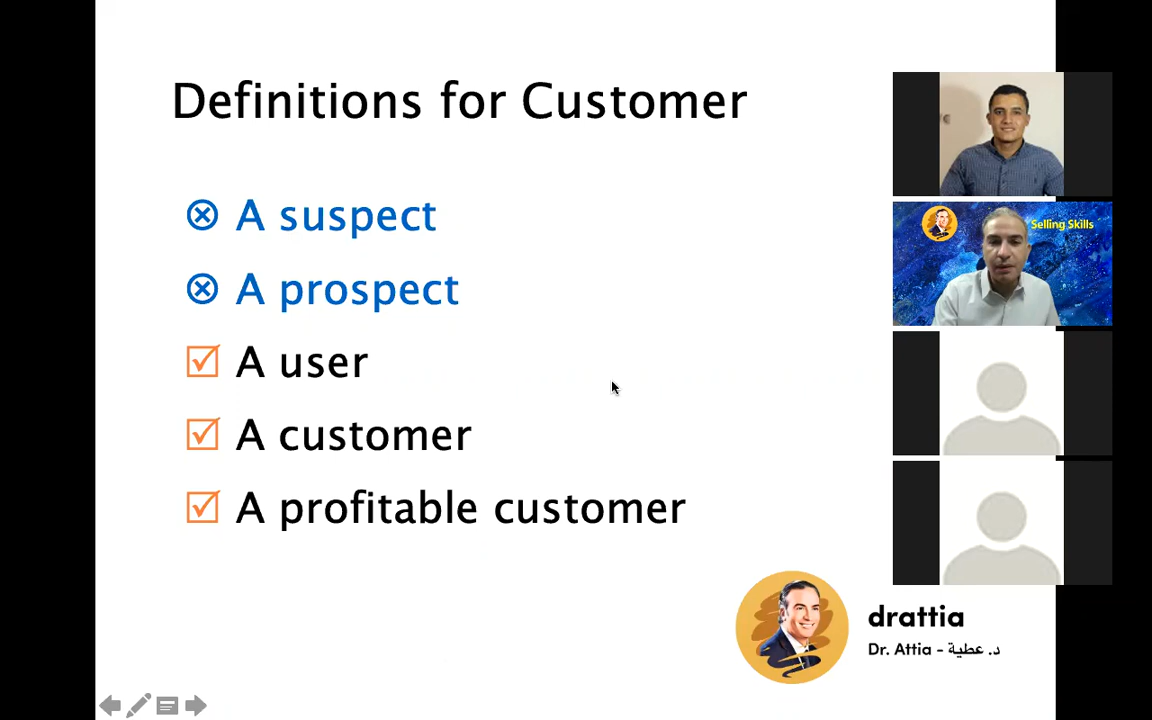 Definitions for Customer
A suspect
A prospect
A user
A customer
A profitable customer
Selling Skills
drattia
Dr. Attia - د. عطية